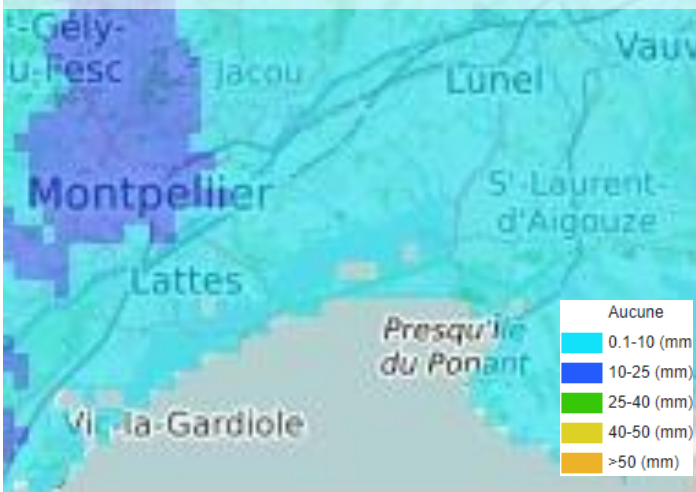 -Gély-
u-Fesc
Jacou
Lunel
Vauv
Montpellier
S'-Laurent-
d'Aigouze
Lattes
Presqu'île
du Ponant
Vic-la-Gardiole
Aucune
0.1-10 (mm
10-25 (mm)
25-40 (mm)
40-50 (mm)
>50 (mm)